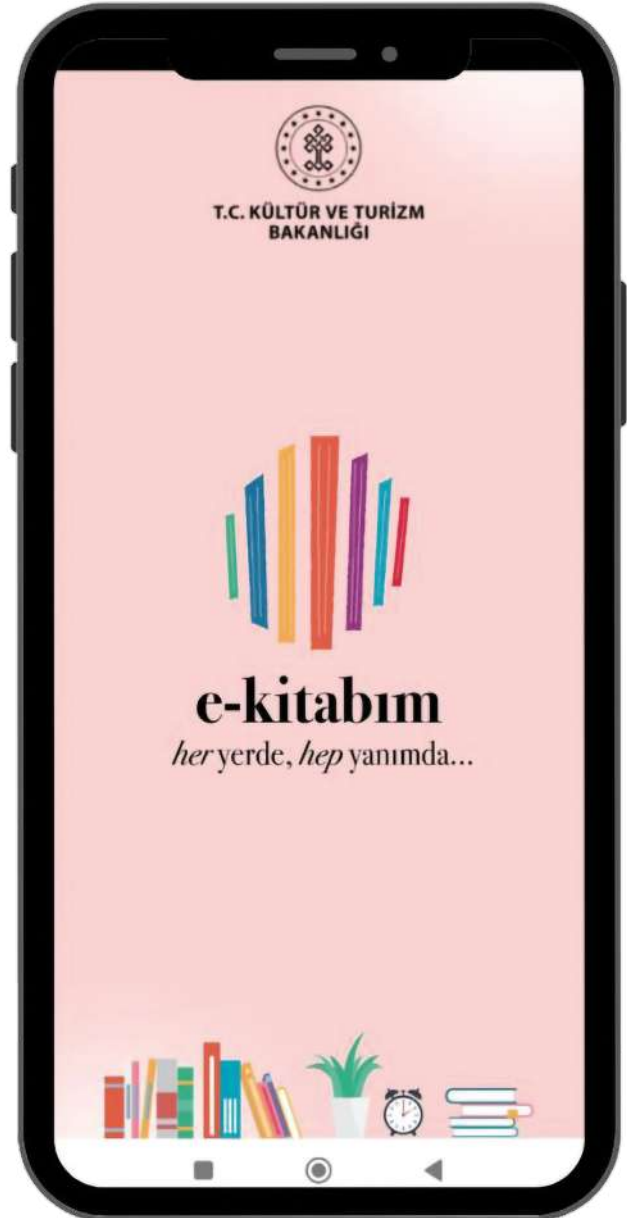 T.C. KÜLTÜR VE TURİZM
BAKANLIĞI
e-kitabım
her yerde, hep yanımda...